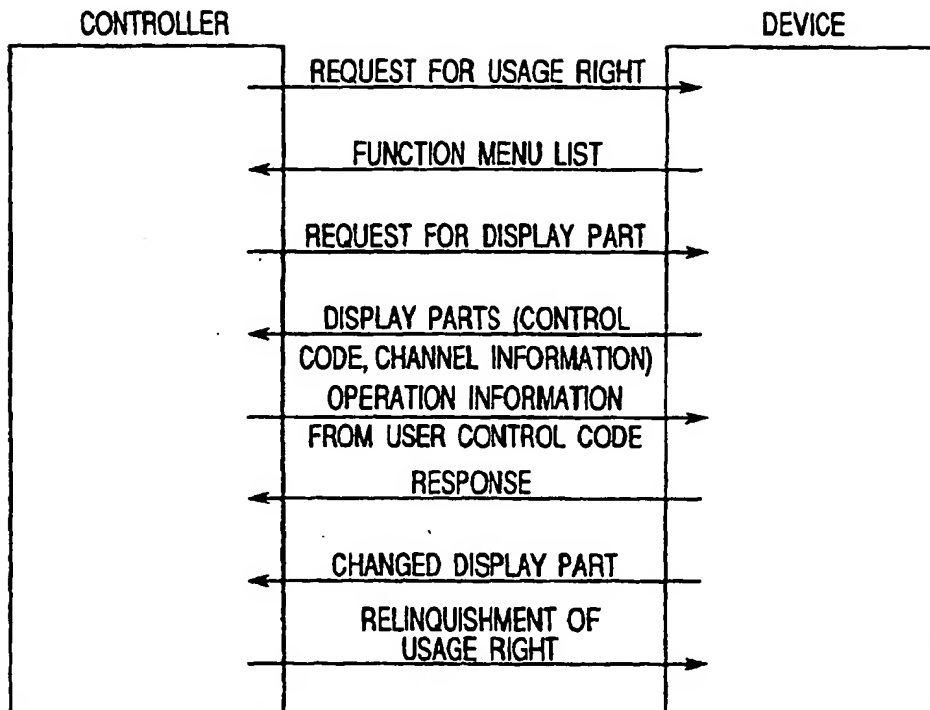 CONTROLLER
DEVICE
REQUEST FOR USAGE RIGHT
FUNCTION MENU LIST
REQUEST FOR DISPLAY PART
DISPLAY PARTS (CONTROL
CODE, CHANNEL INFORMATION)
OPERATION INFORMATION
FROM USER CONTROL CODE
RESPONSE
CHANGED DISPLAY PART
RELINQUISHMENT OF
USAGE RIGHT